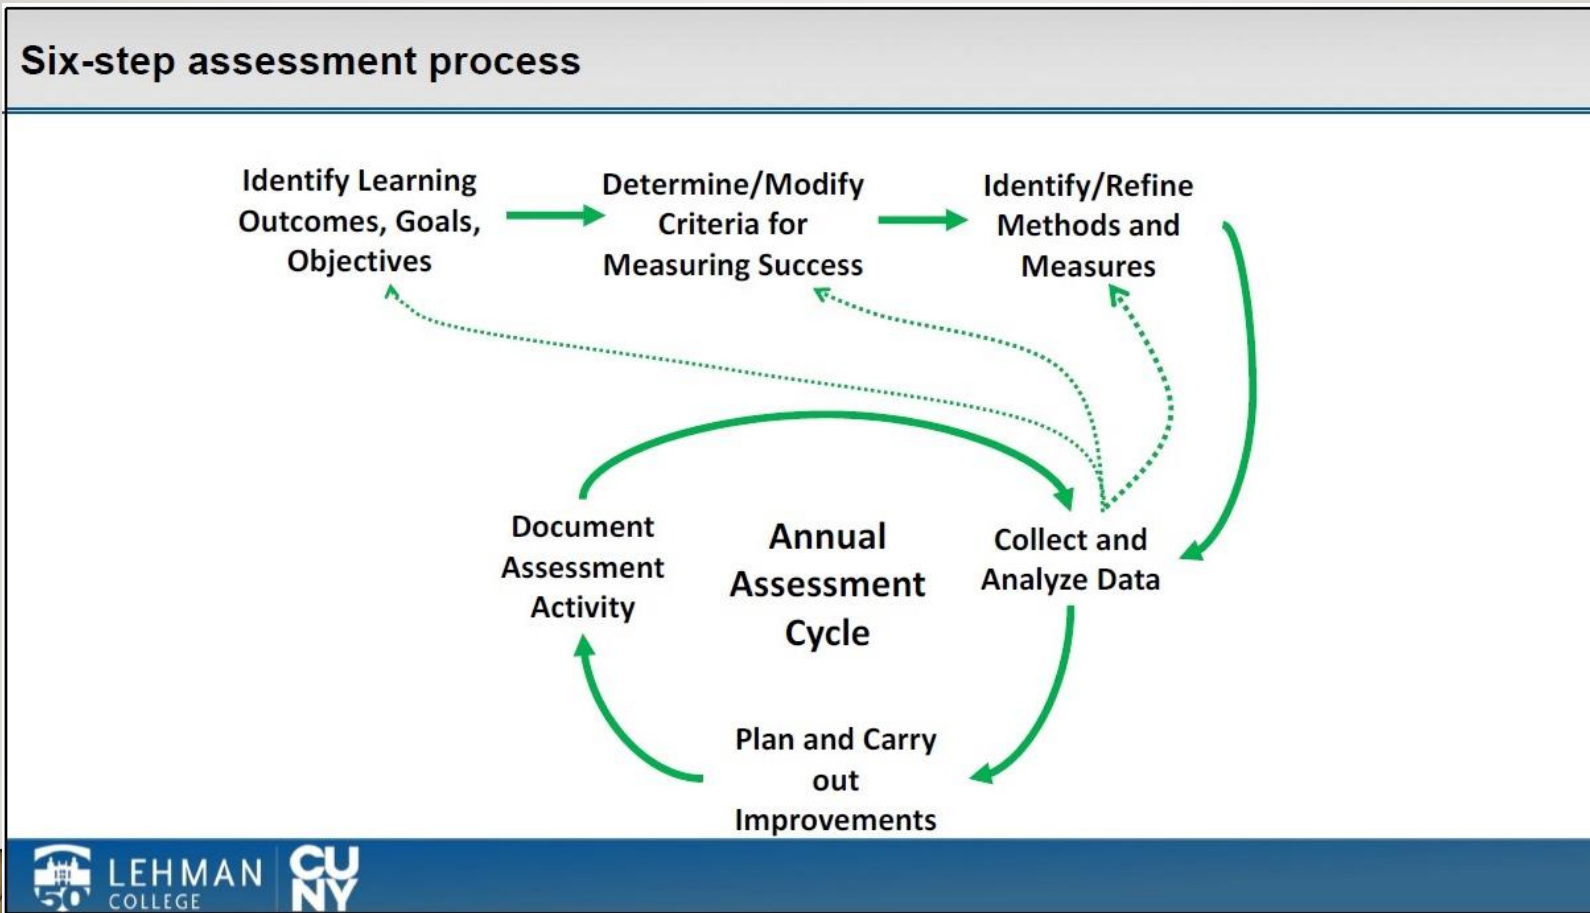 Six-step assessment process
Identify Learning
Outcomes, Goals,
Objectives
Determine/Modify
Criteria for
Measuring Success
Identify/Refine
Methods and
Measures
Document
Assessment
Activity
Annual
Assessment
Cycle
Collect and
Analyze Data
Plan and Carry
out
Improvements
50
LEHMAN
COLLEGE
CU
NY